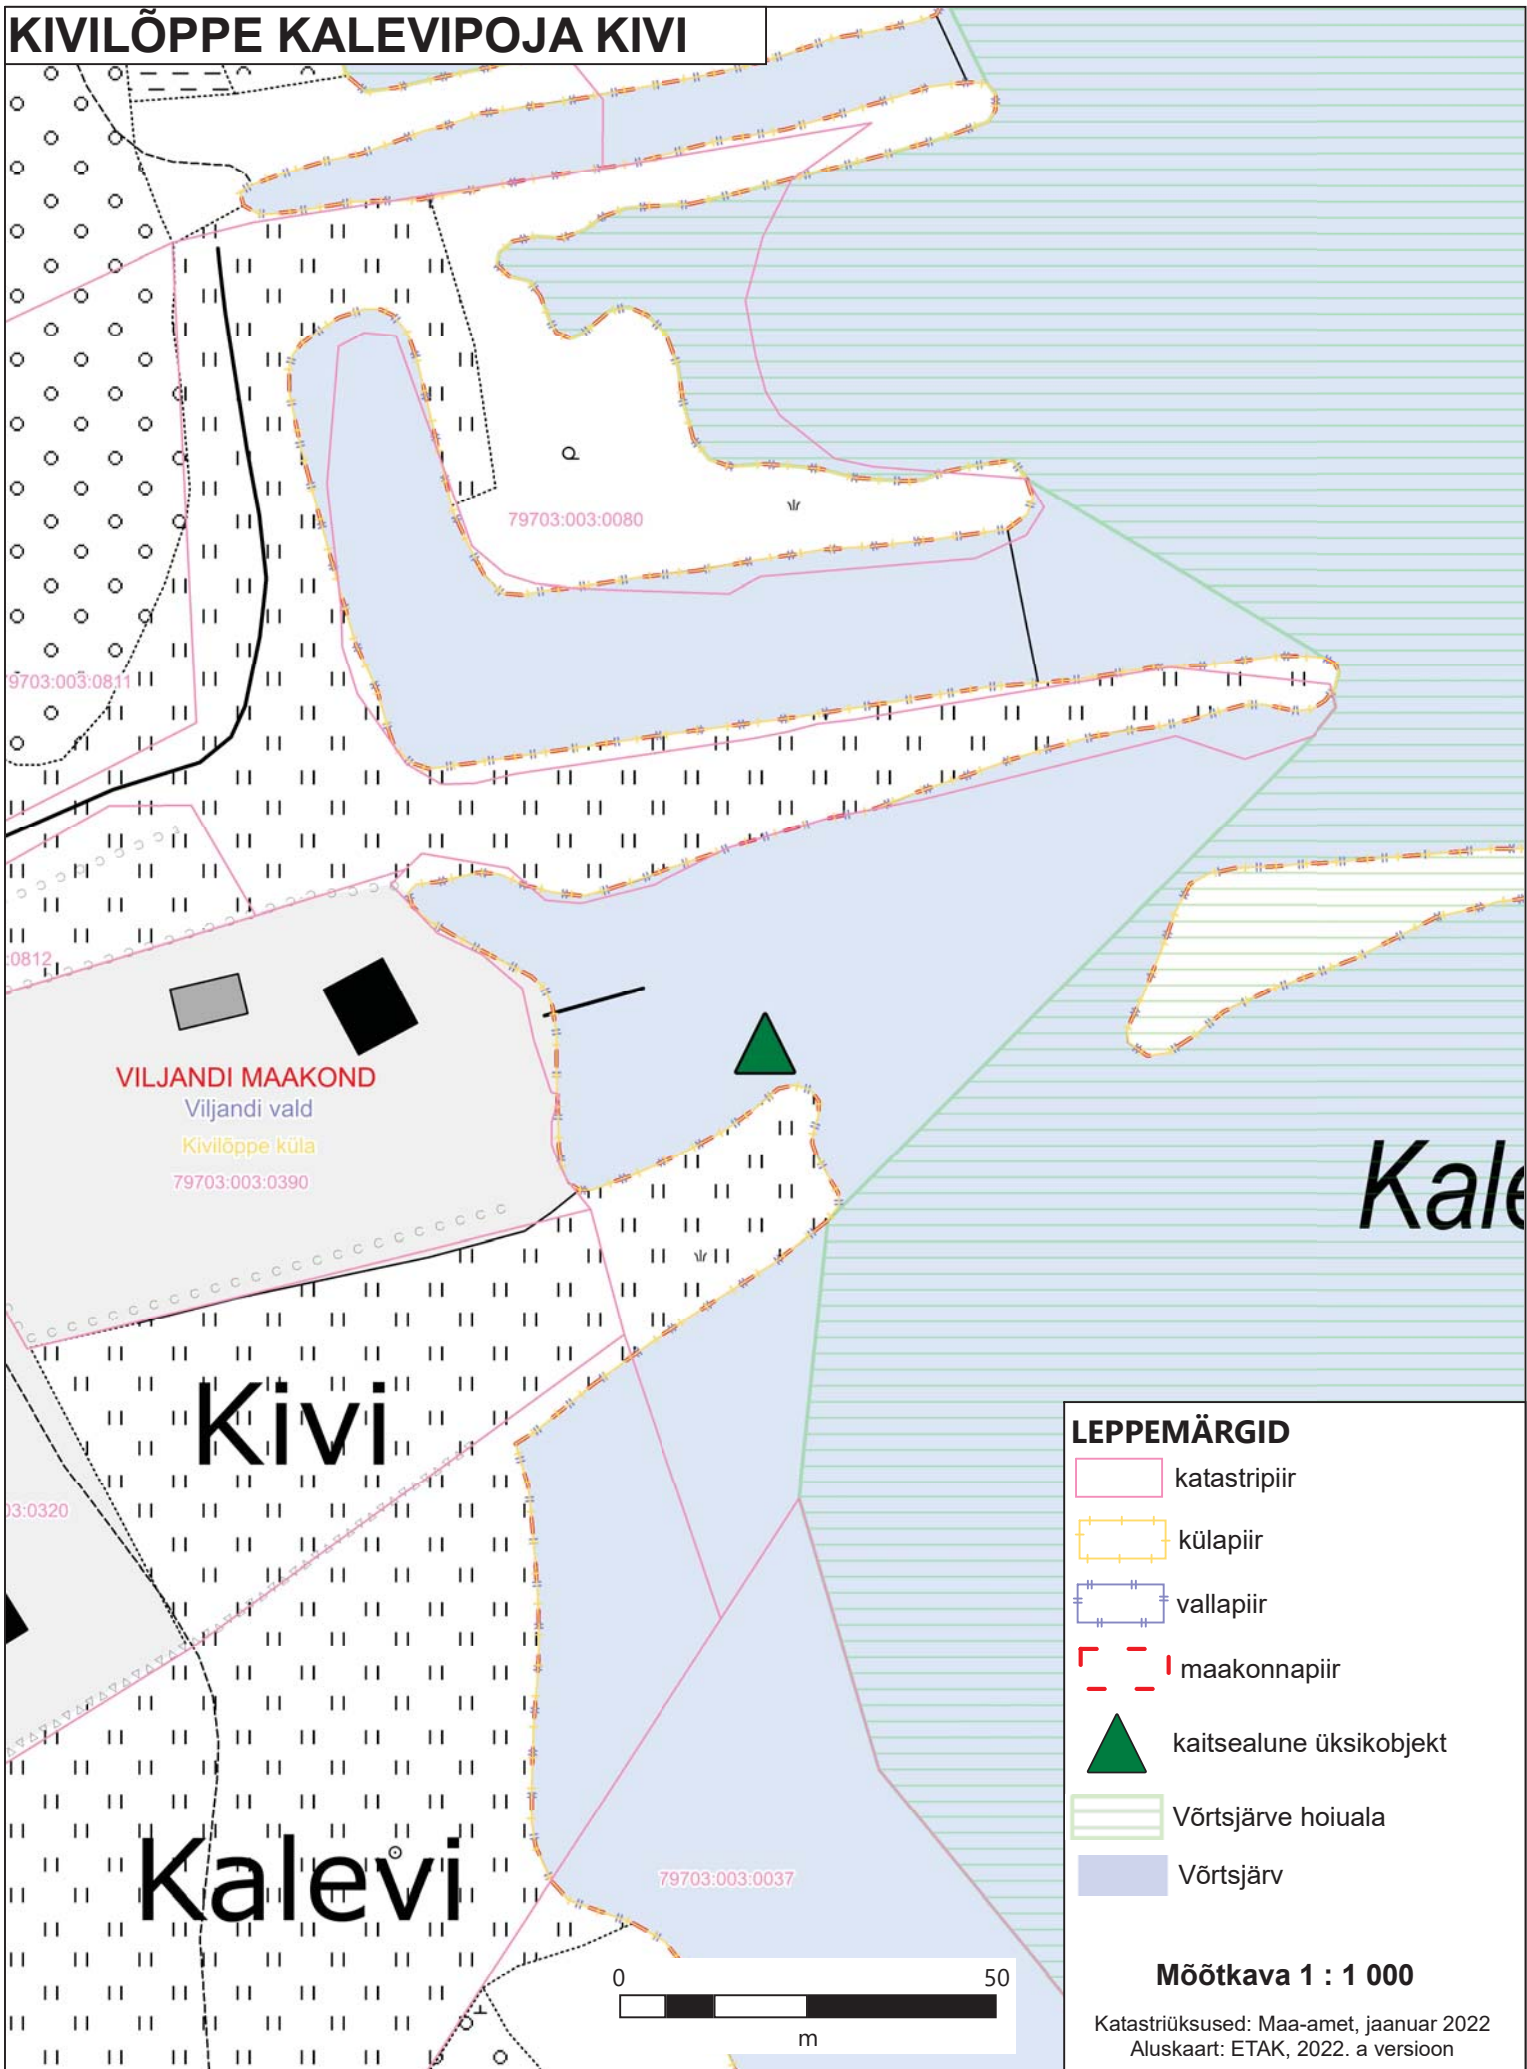 KIVILÕPPE KALEVIPOJA KIVI
79703:003:0080
9703:003:0811
:0812
VILJANDI MAAKOND
Viljandi vald
Kivilõppe küla
79703:003:0390
Kale
Kivi
03:0320
Kalevi
79703:003:0037
LEPPEMÄRGID
katastripiir
külapiir
vallapiir
maakonnapiir
kaitsealune üksikobjekt
Võrtsjärve hoiuala
Võrtsjärv
0 50
m
Mõõtkava 1 : 1 000
Katastriüksused: Maa-amet, jaanuar 2022
Aluskaart: ETAK, 2022. a versioon